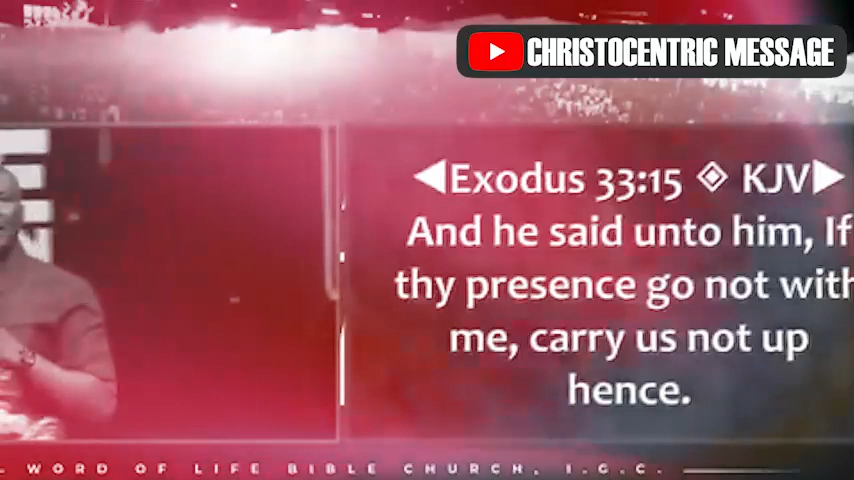 CHRISTOCENTRIC MESSAGE
◀Exodus 33:15 ◈ KJV▶
And he said unto him, If
thy presence go not with
me, carry us not up
hence.
WORD OF LIFE BIBLE CHURCH, I.G.C.